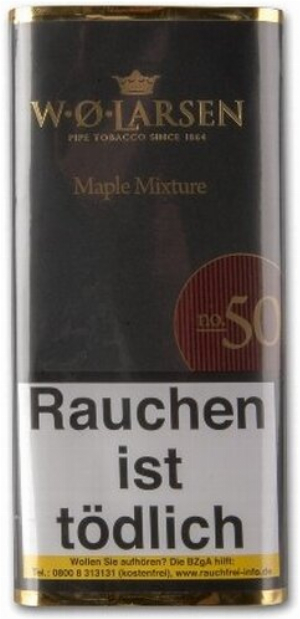 W·Ø·LARSEN
PIPE TOBACCO SINCE 1864
Maple Mixture
no. 50
Rauchen
ist
tödlich
Wollen Sie aufhören? Die BZgA hilft:
Tel.: 0800 8 313131 (kostenfrei), www.rauchfrei-info.de